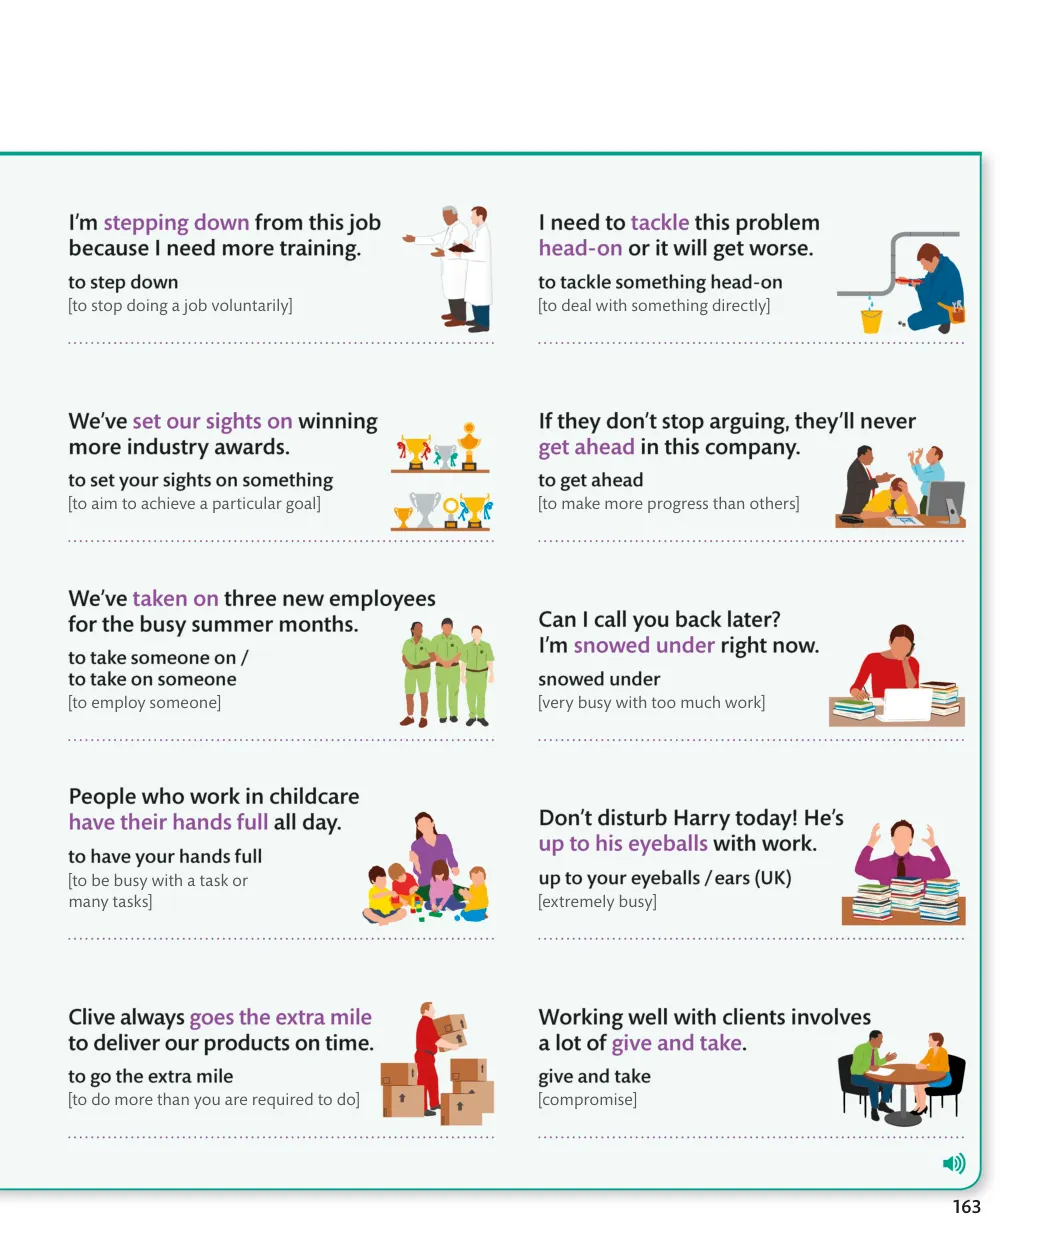 I'm stepping down from this job
because I need more training.
to step down
[to stop doing a job voluntarily]
We've set our sights on winning
more industry awards.
to set your sights on something
[to aim to achieve a particular goal]
We've taken on three new employees
for the busy summer months.
to take someone on /
to take on someone
[to employ someone]
People who work in childcare
have their hands full all day.
to have your hands full
[to be busy with a task or
many tasks]
Clive always goes the extra mile
to deliver our products on time.
to go the extra mile
[to do more than you are required to do]
I need to tackle this problem
head-on or it will get worse.
to tackle something head-on
[to deal with something directly]
If they don't stop arguing, they'll never
get ahead in this company.
to get ahead
[to make more progress than others]
Can I call you back later?
I'm snowed under right now.
snowed under
[very busy with too much work]
Don't disturb Harry today! He's
up to his eyeballs with work.
up to your eyeballs / ears (UK)
[extremely busy]
Working well with clients involves
a lot of give and take.
give and take
[compromise]
163